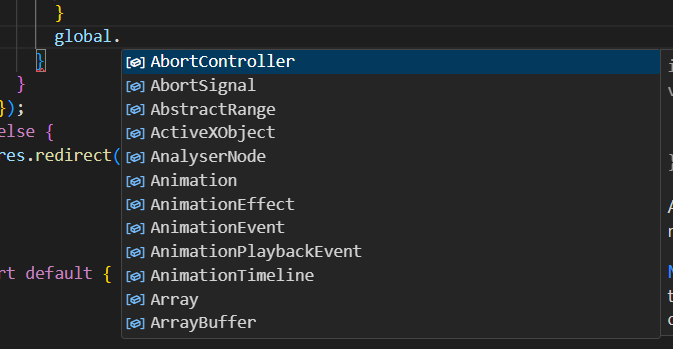 }
global.
AbortController
}
AbortSignal
}
AbstractRange
});
ActiveXObject
else {
AnalyserNode
res.redirect(
Animation
AnimationEffect
AnimationEvent
AnimationPlaybackEvent
rt default {
AnimationTimeline
Array
ArrayBuffer